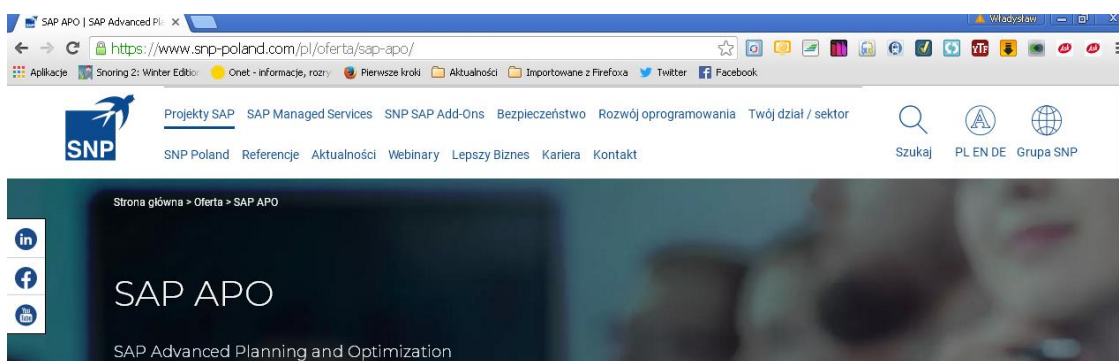 SAP APO | SAP Advanced Pla
Władysław
https://www.snp-poland.com/pl/oferta/sap-apo/
Aplikacje Snoring 2: Winter Edition Onet - informacje, rozry Pierwsze kroki Aktualności Importowane z Firefoxa Twitter Facebook
SNP
Projekty SAP SAP Managed Services SNP SAP Add-Ons Bezpieczeństwo Rozwój oprogramowania Twój dział / sektor
SNP Poland Referencje Aktualności Webinary Lepszy Biznes Kariera Kontakt
Szukaj PL EN DE Grupa SNP
Strona główna > Oferta > SAP APO
SAP APO
SAP Advanced Planning and Optimization